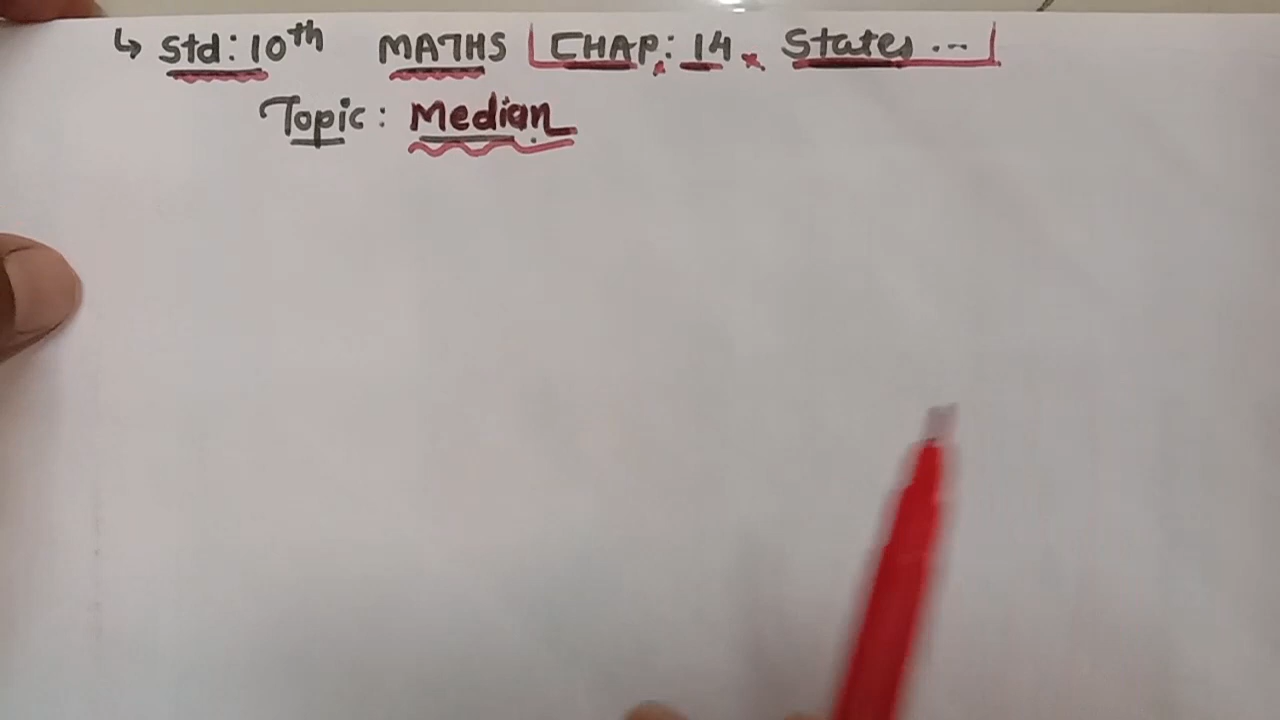 ↳ Std: 10th MATHS CHAP: 14 States ...
Topic: Median